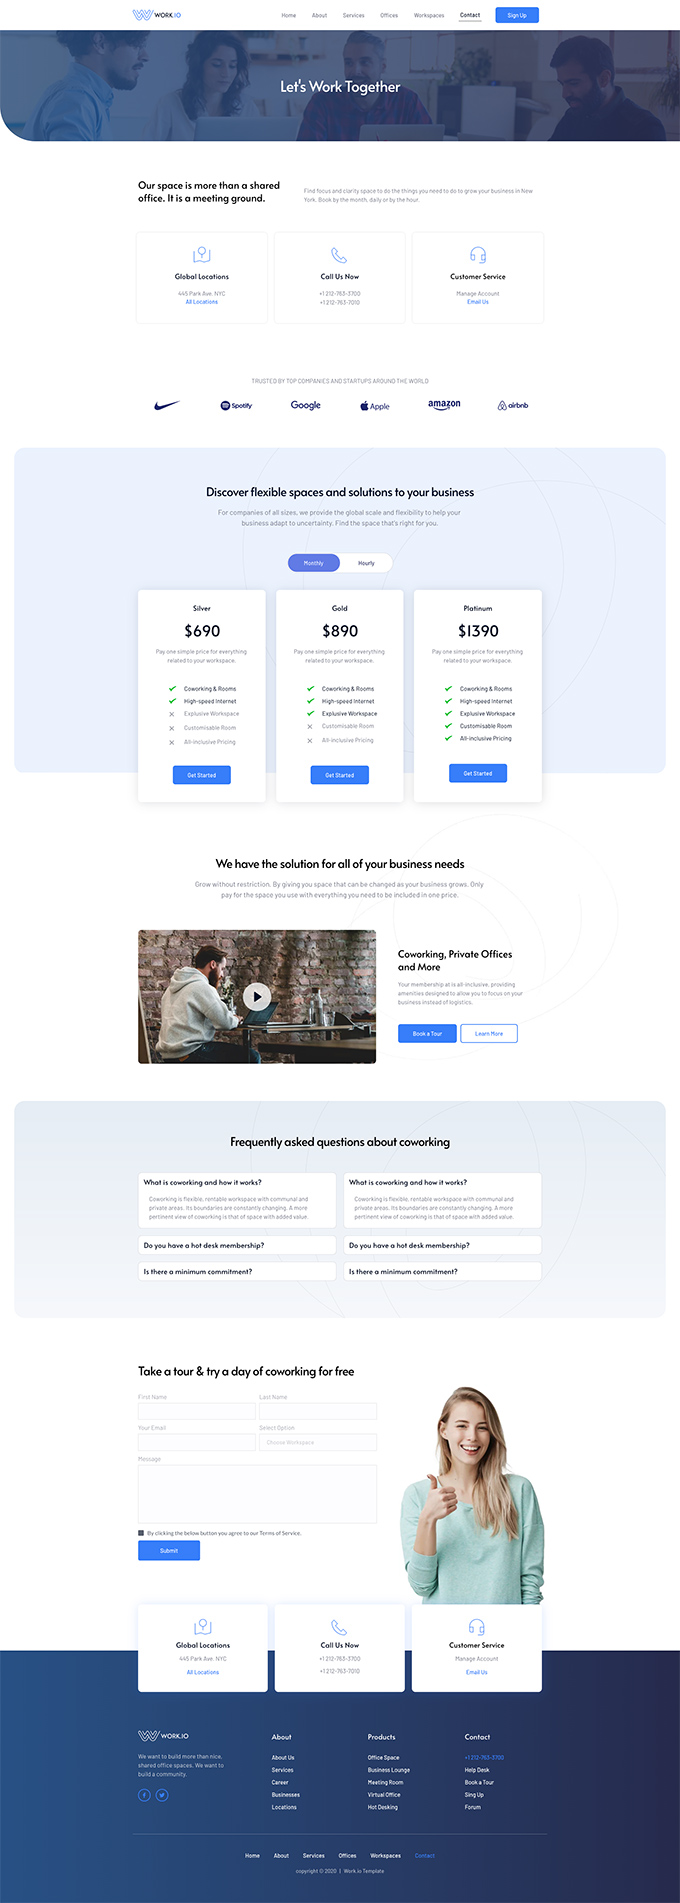 WORK.IO
Home About Services Offices Workspaces Contact Sign Up
Let's Work Together
Our space is more than a shared
office. It is a meeting ground.
Find focus and clarity space to do the things you need to do to grow your business in New
York. Book by the month, daily or by the hour.
Global Locations
445 Park Ave. NYC
All Locations
Call Us Now
+1 212-763-3700
+1 212-763-7010
Customer Service
Manage Account
Email Us
TRUSTED BY TOP COMPANIES AND STARTUPS AROUND THE WORLD
Spotify Google Apple amazon airbnb
Discover flexible spaces and solutions to your business
For companies of all sizes, we provide the global scale and flexibility to help your
business adapt to uncertainty. Find the space that's right for you.
Monthly Hourly
Silver
$690
Pay one simple price for everything
related to your workspace.
Coworking & Rooms
High-speed Internet
Explusive Workspace
Customisable Room
All-inclusive Pricing
Get Started
Gold
$890
Pay one simple price for everything
related to your workspace.
Coworking & Rooms
High-speed Internet
Explusive Workspace
Customisable Room
All-inclusive Pricing
Get Started
Platinum
$1390
Pay one simple price for everything
related to your workspace.
Coworking & Rooms
High-speed Internet
Explusive Workspace
Customisable Room
All-inclusive Pricing
Get Started
We have the solution for all of your business needs
Grow without restriction. By giving you space that can be changed as your business grows. Only
pay for the space you use with everything you need to be included in one price.
Coworking, Private Offices
and More
Your membership at is all-inclusive, providing
amenities designed to allow you to focus on your
business instead of logistics.
Book a Tour Learn More
Frequently asked questions about coworking
What is coworking and how it works?
Coworking is flexible, rentable workspace with communal and
private areas. Its boundaries are constantly changing. A more
pertinent view of coworking is that of space with added value.
Do you have a hot desk membership?
Is there a minimum commitment?
What is coworking and how it works?
Coworking is flexible, rentable workspace with communal and
private areas. Its boundaries are constantly changing. A more
pertinent view of coworking is that of space with added value.
Do you have a hot desk membership?
Is there a minimum commitment?
Take a tour & try a day of coworking for free
First Name Last Name
Your Email Select Option
Choose Workspace
Message
By clicking the below button you agree to our Terms of Service.
Submit
Global Locations
445 Park Ave. NYC
All Locations
Call Us Now
+1 212-763-3700
+1 212-763-7010
Customer Service
Manage Account
Email Us
WORK.IO
We want to build more than nice,
shared office spaces. We want to
build a community.
About
About Us
Services
Career
Businesses
Locations
Products
Office Space
Business Lounge
Meeting Room
Virtual Office
Hot Desking
Contact
+1 212-763-3700
Help Desk
Book a Tour
Sing Up
Forum
Home About Services Offices Workspaces Contact
copyright © 2020 | Work.io Template